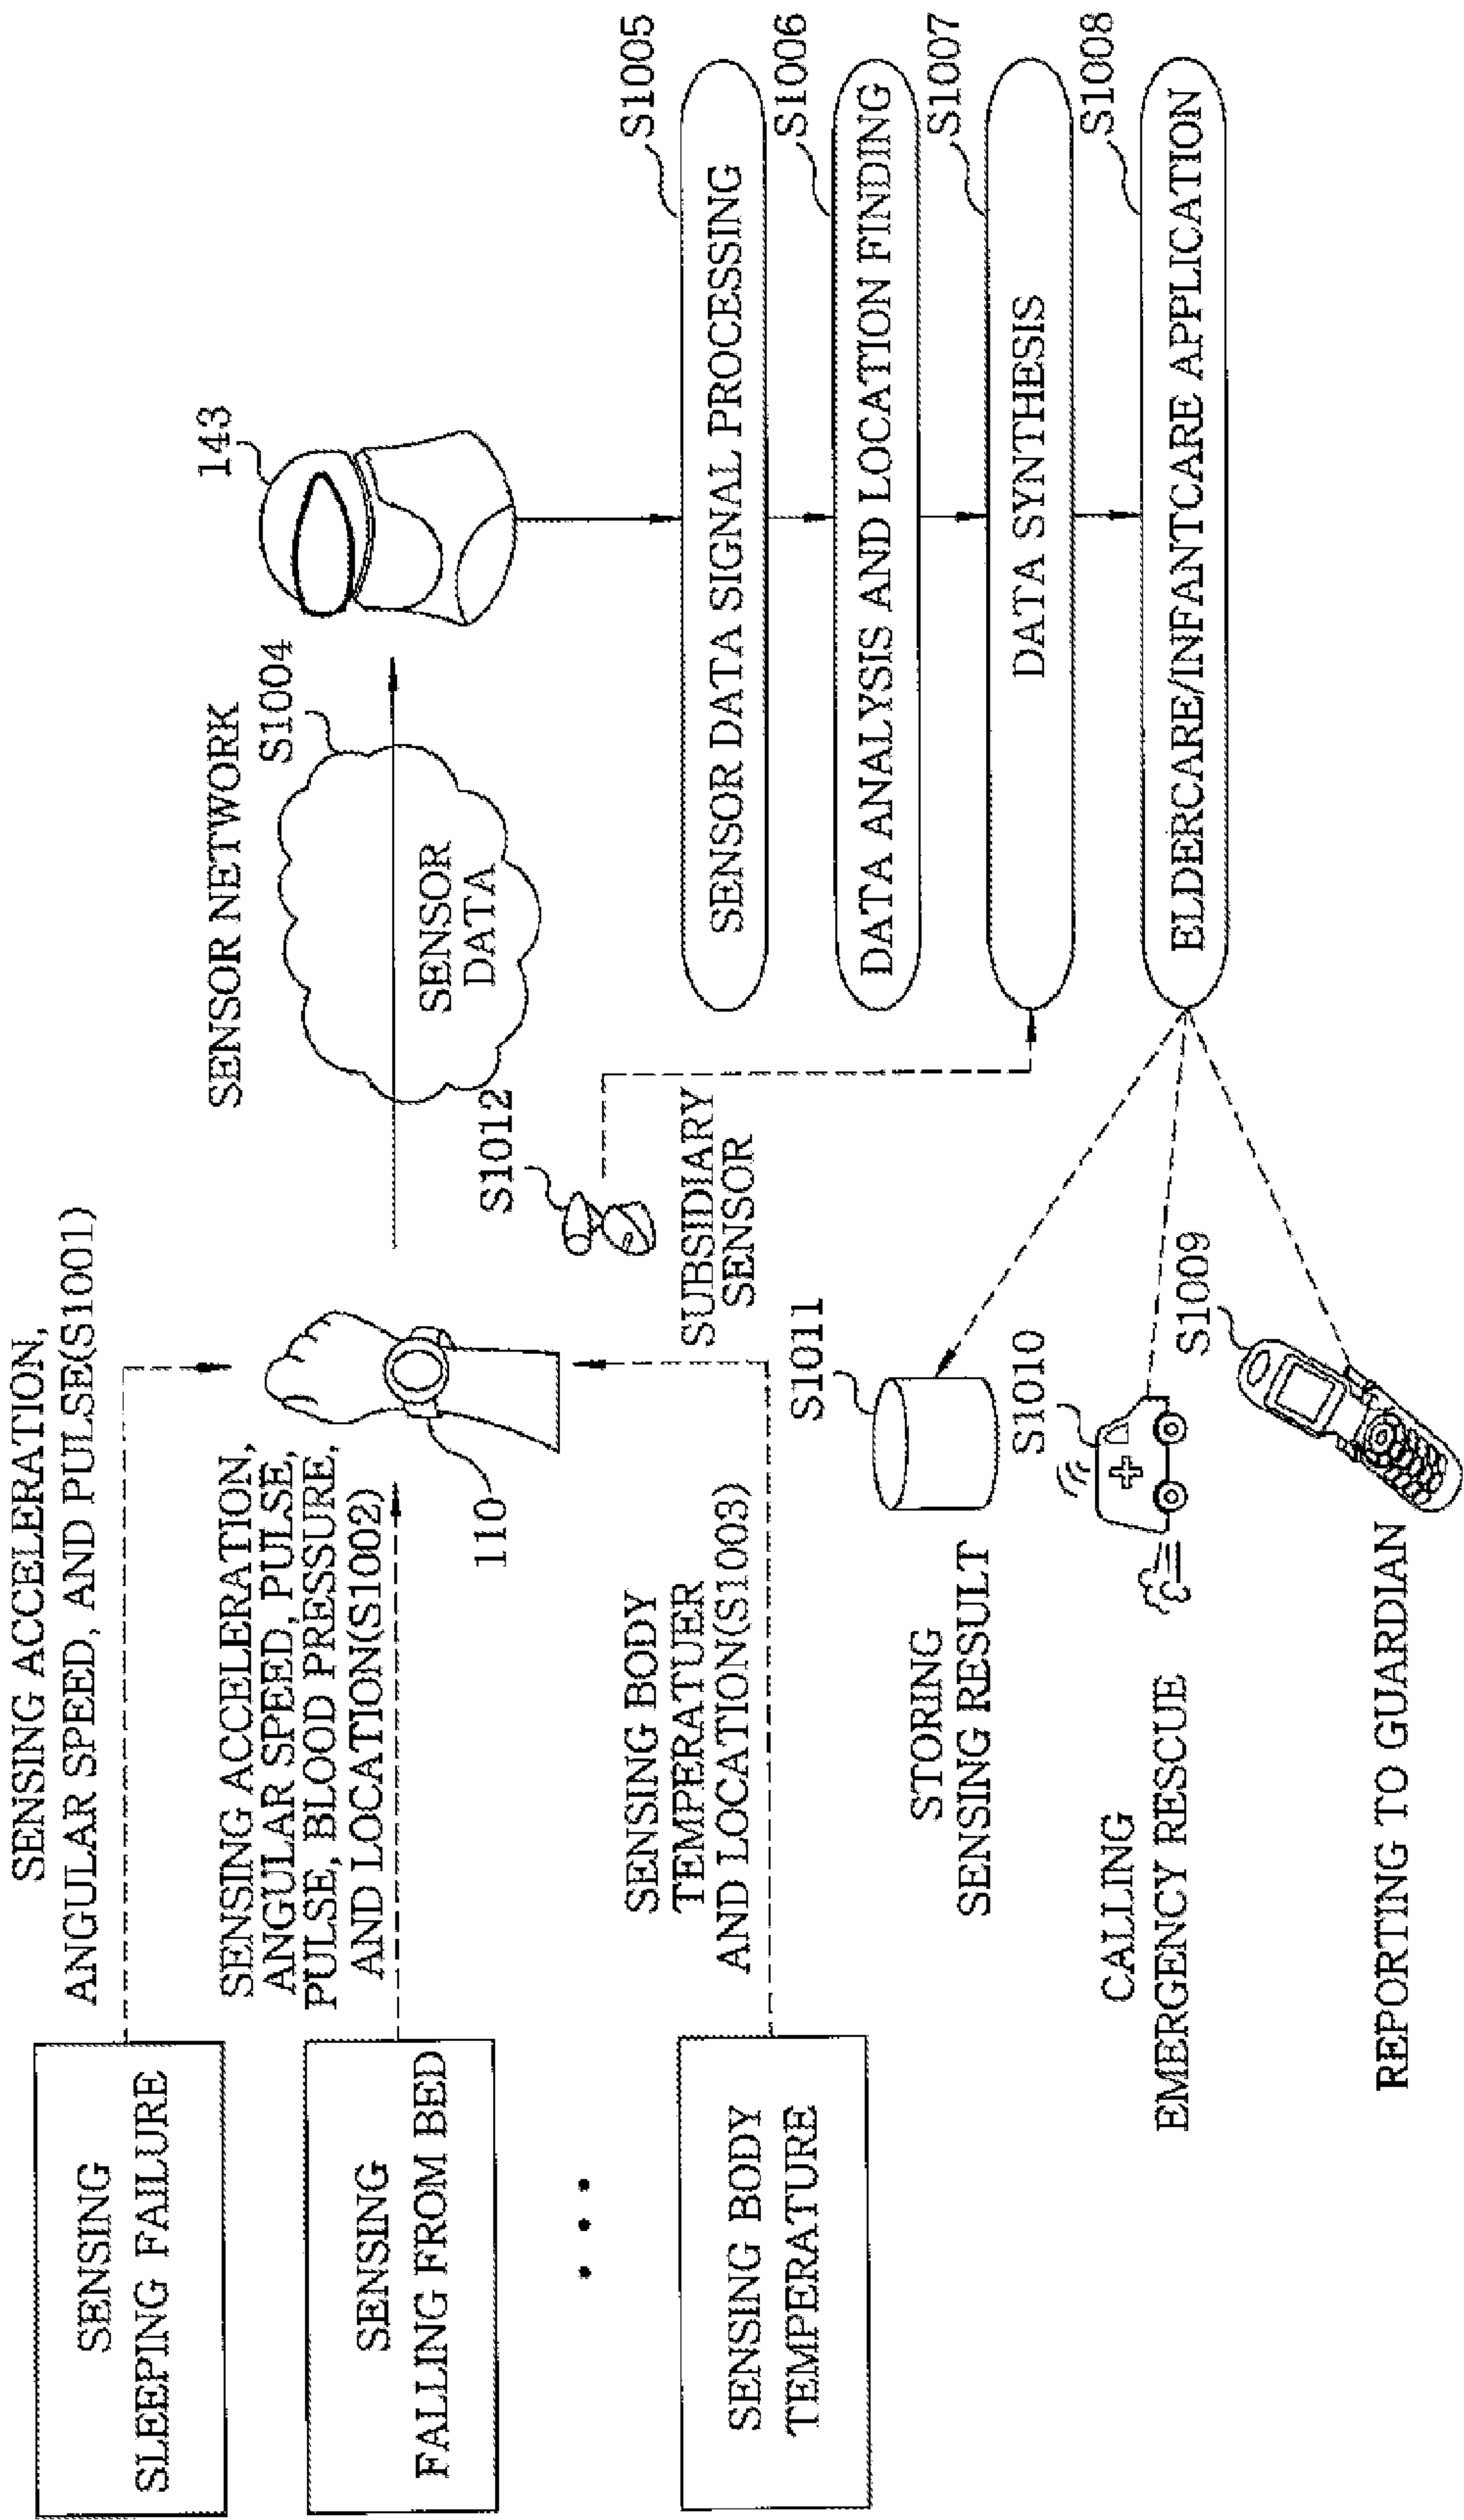 SENSING
SLEEPING FAILURE
SENSING ACCELERATION,
ANGULAR SPEED, AND PULSE(S1001)
SENSING
FALLING FROM BED
SENSING ACCELERATION,
ANGULAR SPEED, PULSE,
PULSE, BLOOD PRESSURE,
AND LOCATION(S1002)
SENSING BODY
TEMPERATURE
SENSING BODY
TEMPERATUER
AND LOCATION(S1003)
110
SENSOR NETWORK
S1004
SENSOR
DATA
143
S1012
SUBSIDIARY
SENSOR
S1005
SENSOR DATA SIGNAL PROCESSING
S1006
DATA ANALYSIS AND LOCATION FINDING
S1007
DATA SYNTHESIS
S1008
ELDERCARE/INFANTCARE APPLICATION
S1011
STORING
SENSING RESULT
S1010
CALLING
EMERGENCY RESCUE
S1009
REPORTING TO GUARDIAN